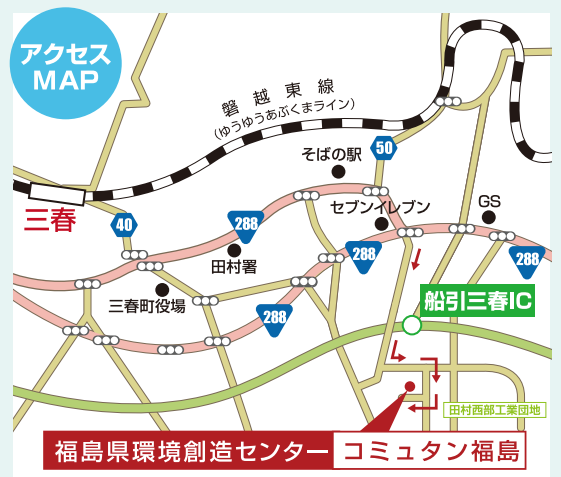 アクセス
MAP
磐越東線
(ゆうゆうあぶくまライン)
そばの駅
50
三春
40
288
セブンイレブン
GS
田村署
288
288
三春町役場
288
船引三春IC
田村西部工業団地
福島県環境創造センター コミュタン福島